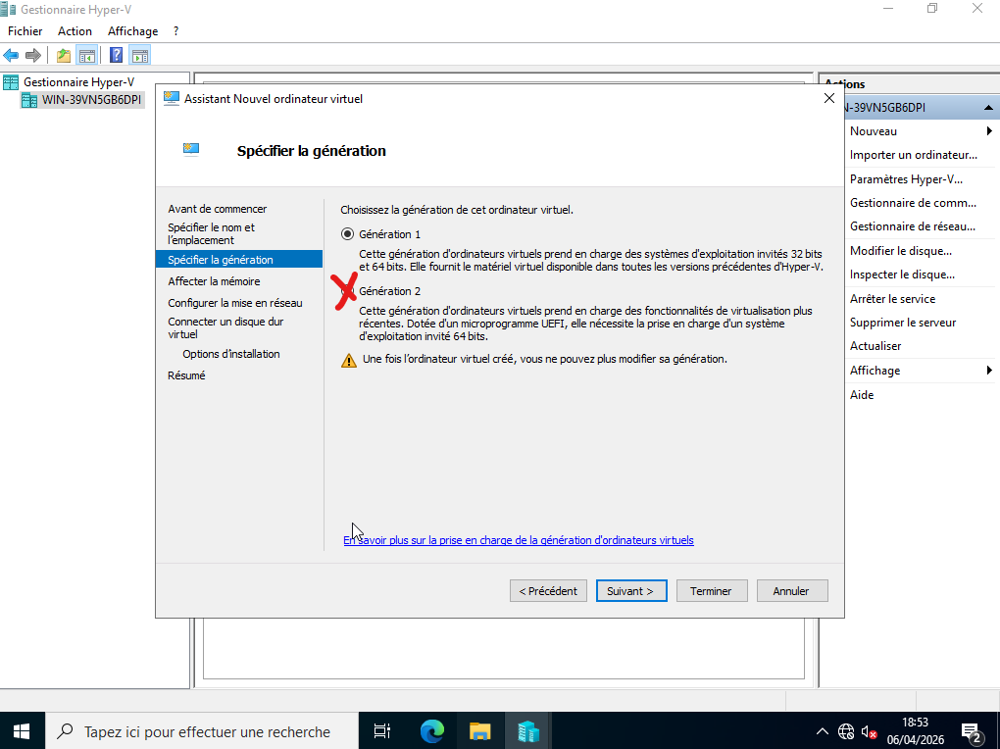 Gestionnaire Hyper-V
Fichier Action Affichage ?
Gestionnaire Hyper-V
WIN-39VN5GB6DPI
Assistant Nouvel ordinateur virtuel
Spécifier la génération
Avant de commencer
Spécifier le nom et
l'emplacement
Spécifier la génération
Affecter la mémoire
Configurer la mise en réseau
Connecter un disque dur
virtuel
Options d'installation
Résumé
Choisissez la génération de cet ordinateur virtuel.
Génération 1
Cette génération d'ordinateurs virtuels prend en charge des systèmes d'exploitation invités 32 bits
et 64 bits. Elle fournit le matériel virtuel disponible dans toutes les versions précédentes d'Hyper-V.
Génération 2
Cette génération d'ordinateurs virtuels prend en charge des fonctionnalités de virtualisation plus
récentes. Dotée d'un microprogramme UEFI, elle nécessite la prise en charge d'un système
d'exploitation invité 64 bits.
Une fois l'ordinateur virtuel créé, vous ne pouvez plus modifier sa génération.
En savoir plus sur la prise en charge de la génération d'ordinateurs virtuels
< Précédent
Suivant >
Terminer
Annuler
Actions
N-39VN5GB6DPI
Nouveau
Importer un ordinateur...
Paramètres Hyper-V...
Gestionnaire de comm...
Gestionnaire de réseau...
Modifier le disque...
Inspecter le disque...
Arrêter le service
Supprimer le serveur
Actualiser
Affichage
Aide
Tapez ici pour effectuer une recherche
18:53
06/04/2026
2